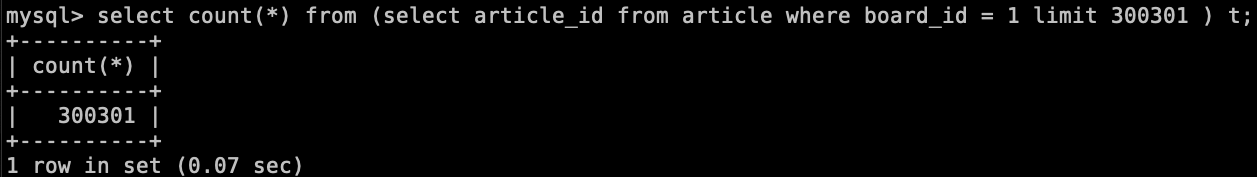 mysql> select count(*) from (select article_id from article where board_id = 1 limit 300301 ) t;
+----------+
| count(*) |
+----------+
|   300301 |
+----------+
1 row in set (0.07 sec)